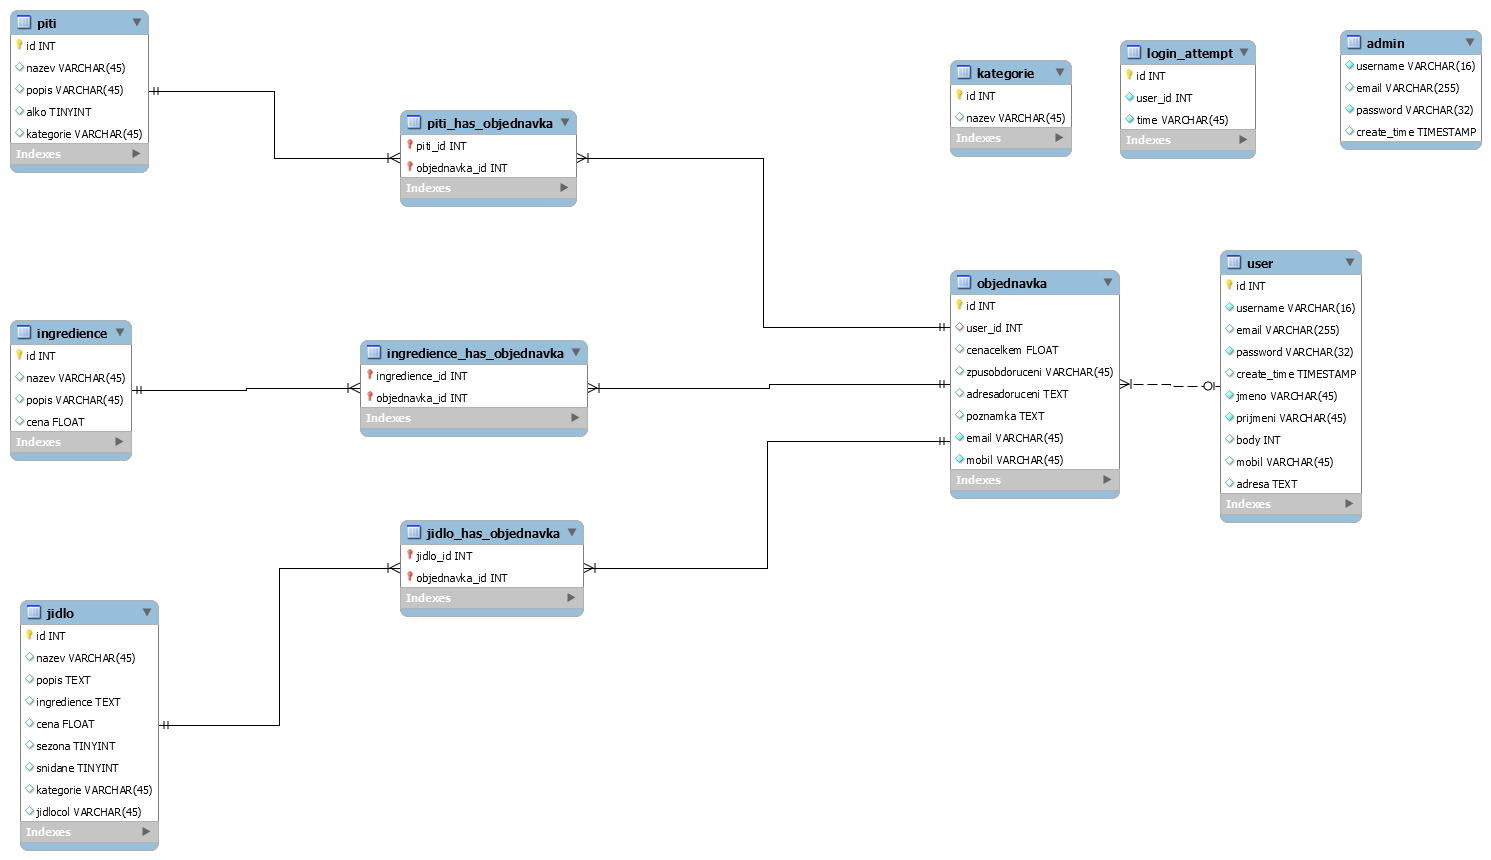 piti
id INT
nazev VARCHAR(45)
popis VARCHAR(45)
alko TINYINT
kategorie VARCHAR(45)
Indexes
piti_has_objednavka
piti_id INT
objednavka_id INT
Indexes
kategorie
id INT
nazev VARCHAR(45)
Indexes
login_attempt
id INT
user_id INT
time VARCHAR(45)
Indexes
admin
username VARCHAR(16)
email VARCHAR(255)
password VARCHAR(32)
create_time TIMESTAMP
ingredience
id INT
nazev VARCHAR(45)
popis VARCHAR(45)
cena FLOAT
Indexes
ingredience_has_objednavka
ingredience_id INT
objednavka_id INT
Indexes
objednavka
id INT
user_id INT
cenacelkem FLOAT
zpusobdoruceni VARCHAR(45)
adresadoruceni TEXT
poznamka TEXT
email VARCHAR(45)
mobil VARCHAR(45)
Indexes
user
id INT
username VARCHAR(16)
email VARCHAR(255)
password VARCHAR(32)
create_time TIMESTAMP
jmeno VARCHAR(45)
prijmeni VARCHAR(45)
body INT
mobil VARCHAR(45)
adresa TEXT
Indexes
jidlo_has_objednavka
jidlo_id INT
objednavka_id INT
Indexes
jidlo
id INT
nazev VARCHAR(45)
popis TEXT
ingredience TEXT
cena FLOAT
sezona TINYINT
snidane TINYINT
kategorie VARCHAR(45)
jidlocol VARCHAR(45)
Indexes